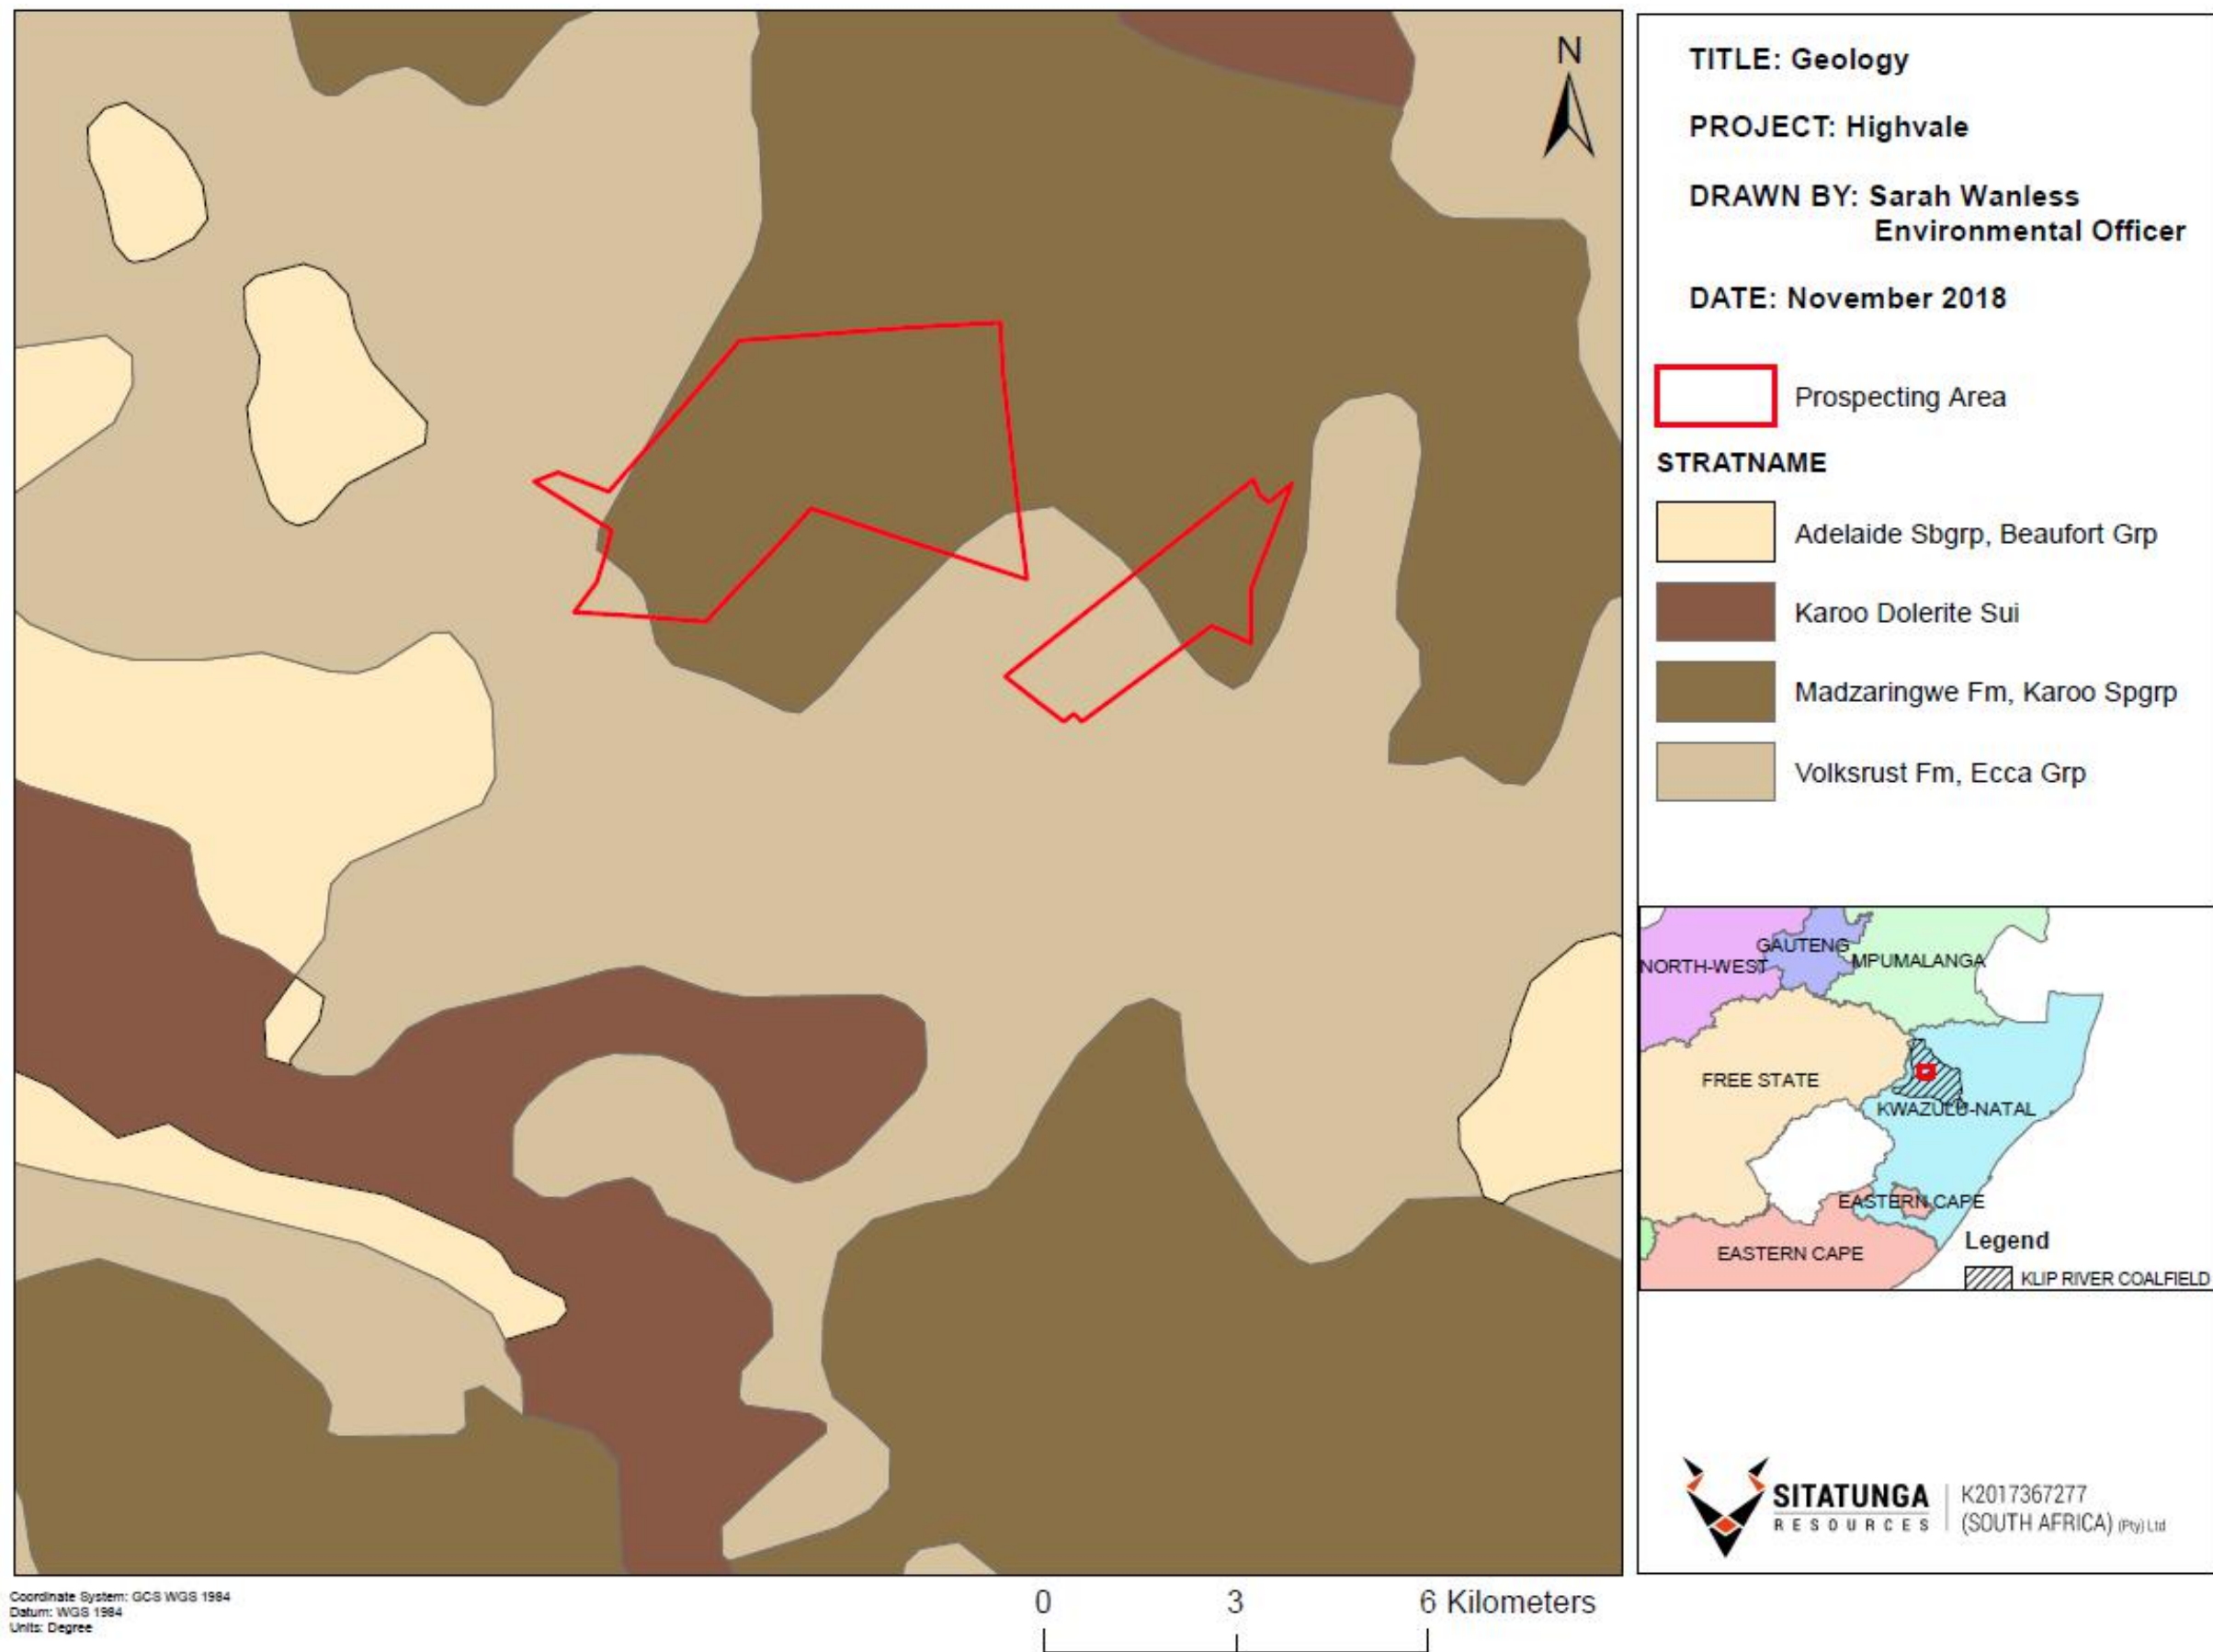 N
TITLE: Geology
PROJECT: Highvale
DRAWN BY: Sarah Wanless
Environmental Officer
DATE: November 2018
Prospecting Area
STRATNAME
Adelaide Sbgrp, Beaufort Grp
Karoo Dolerite Sui
Madzaringwe Fm, Karoo Spgrp
Volksrust Fm, Ecca Grp
GAUTENG
NORTH-WEST
MPUMALANGA
FREE STATE
KWAZULU-NATAL
EASTERN CAPE
EASTERN CAPE
Legend
KLIP RIVER COALFIELD
SITATUNGA
RESOURCES
K2017367277
(SOUTH AFRICA) (Pty) Ltd
Coordinate System: GCS WGS 1984
Datum: WGS 1984
Units: Degree
0 3 6 Kilometers